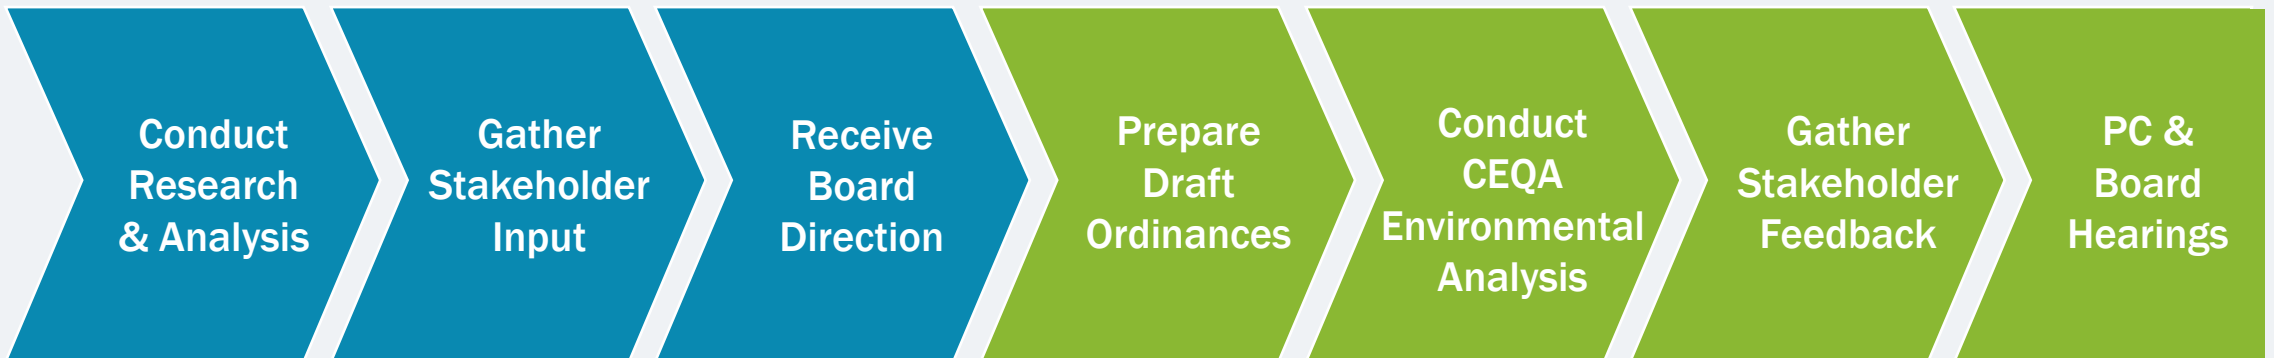 Conduct
Research
& Analysis
Gather
Stakeholder
Input
Receive
Board
Direction
Prepare
Draft
Ordinances
Conduct
CEQA
Environmental
Analysis
Gather
Stakeholder
Feedback
PC &
Board
Hearings